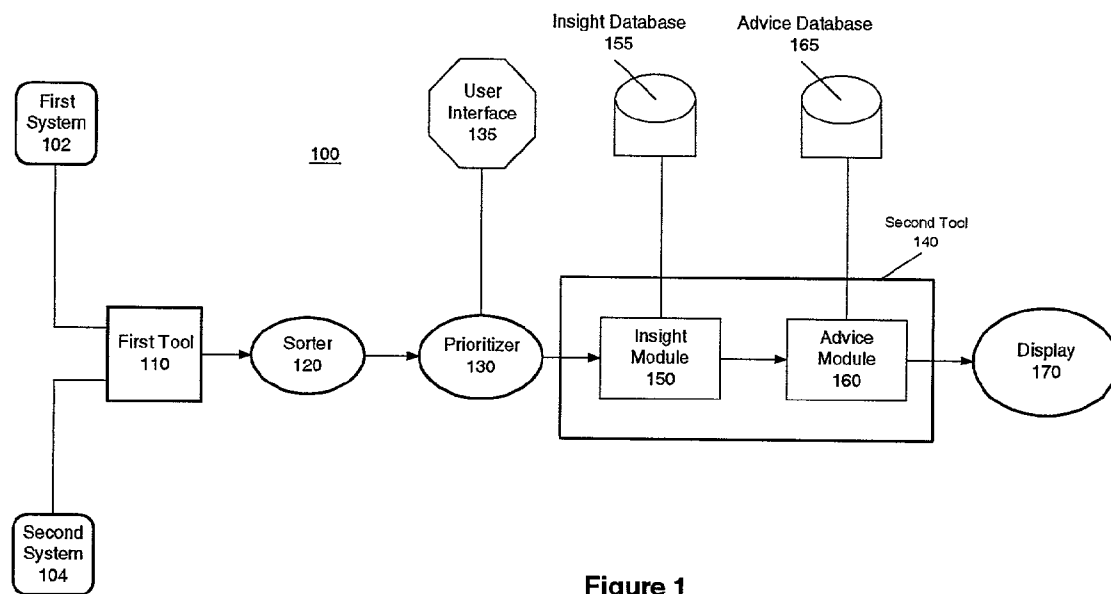 Insight Database
155
Advice Database
165
First
System
102
User
Interface
135
100
Second Tool
140
First Tool
110
Sorter
120
Prioritizer
130
Insight
Module
150
Advice
Module
160
Display
170
Second
System
104
Figure 1